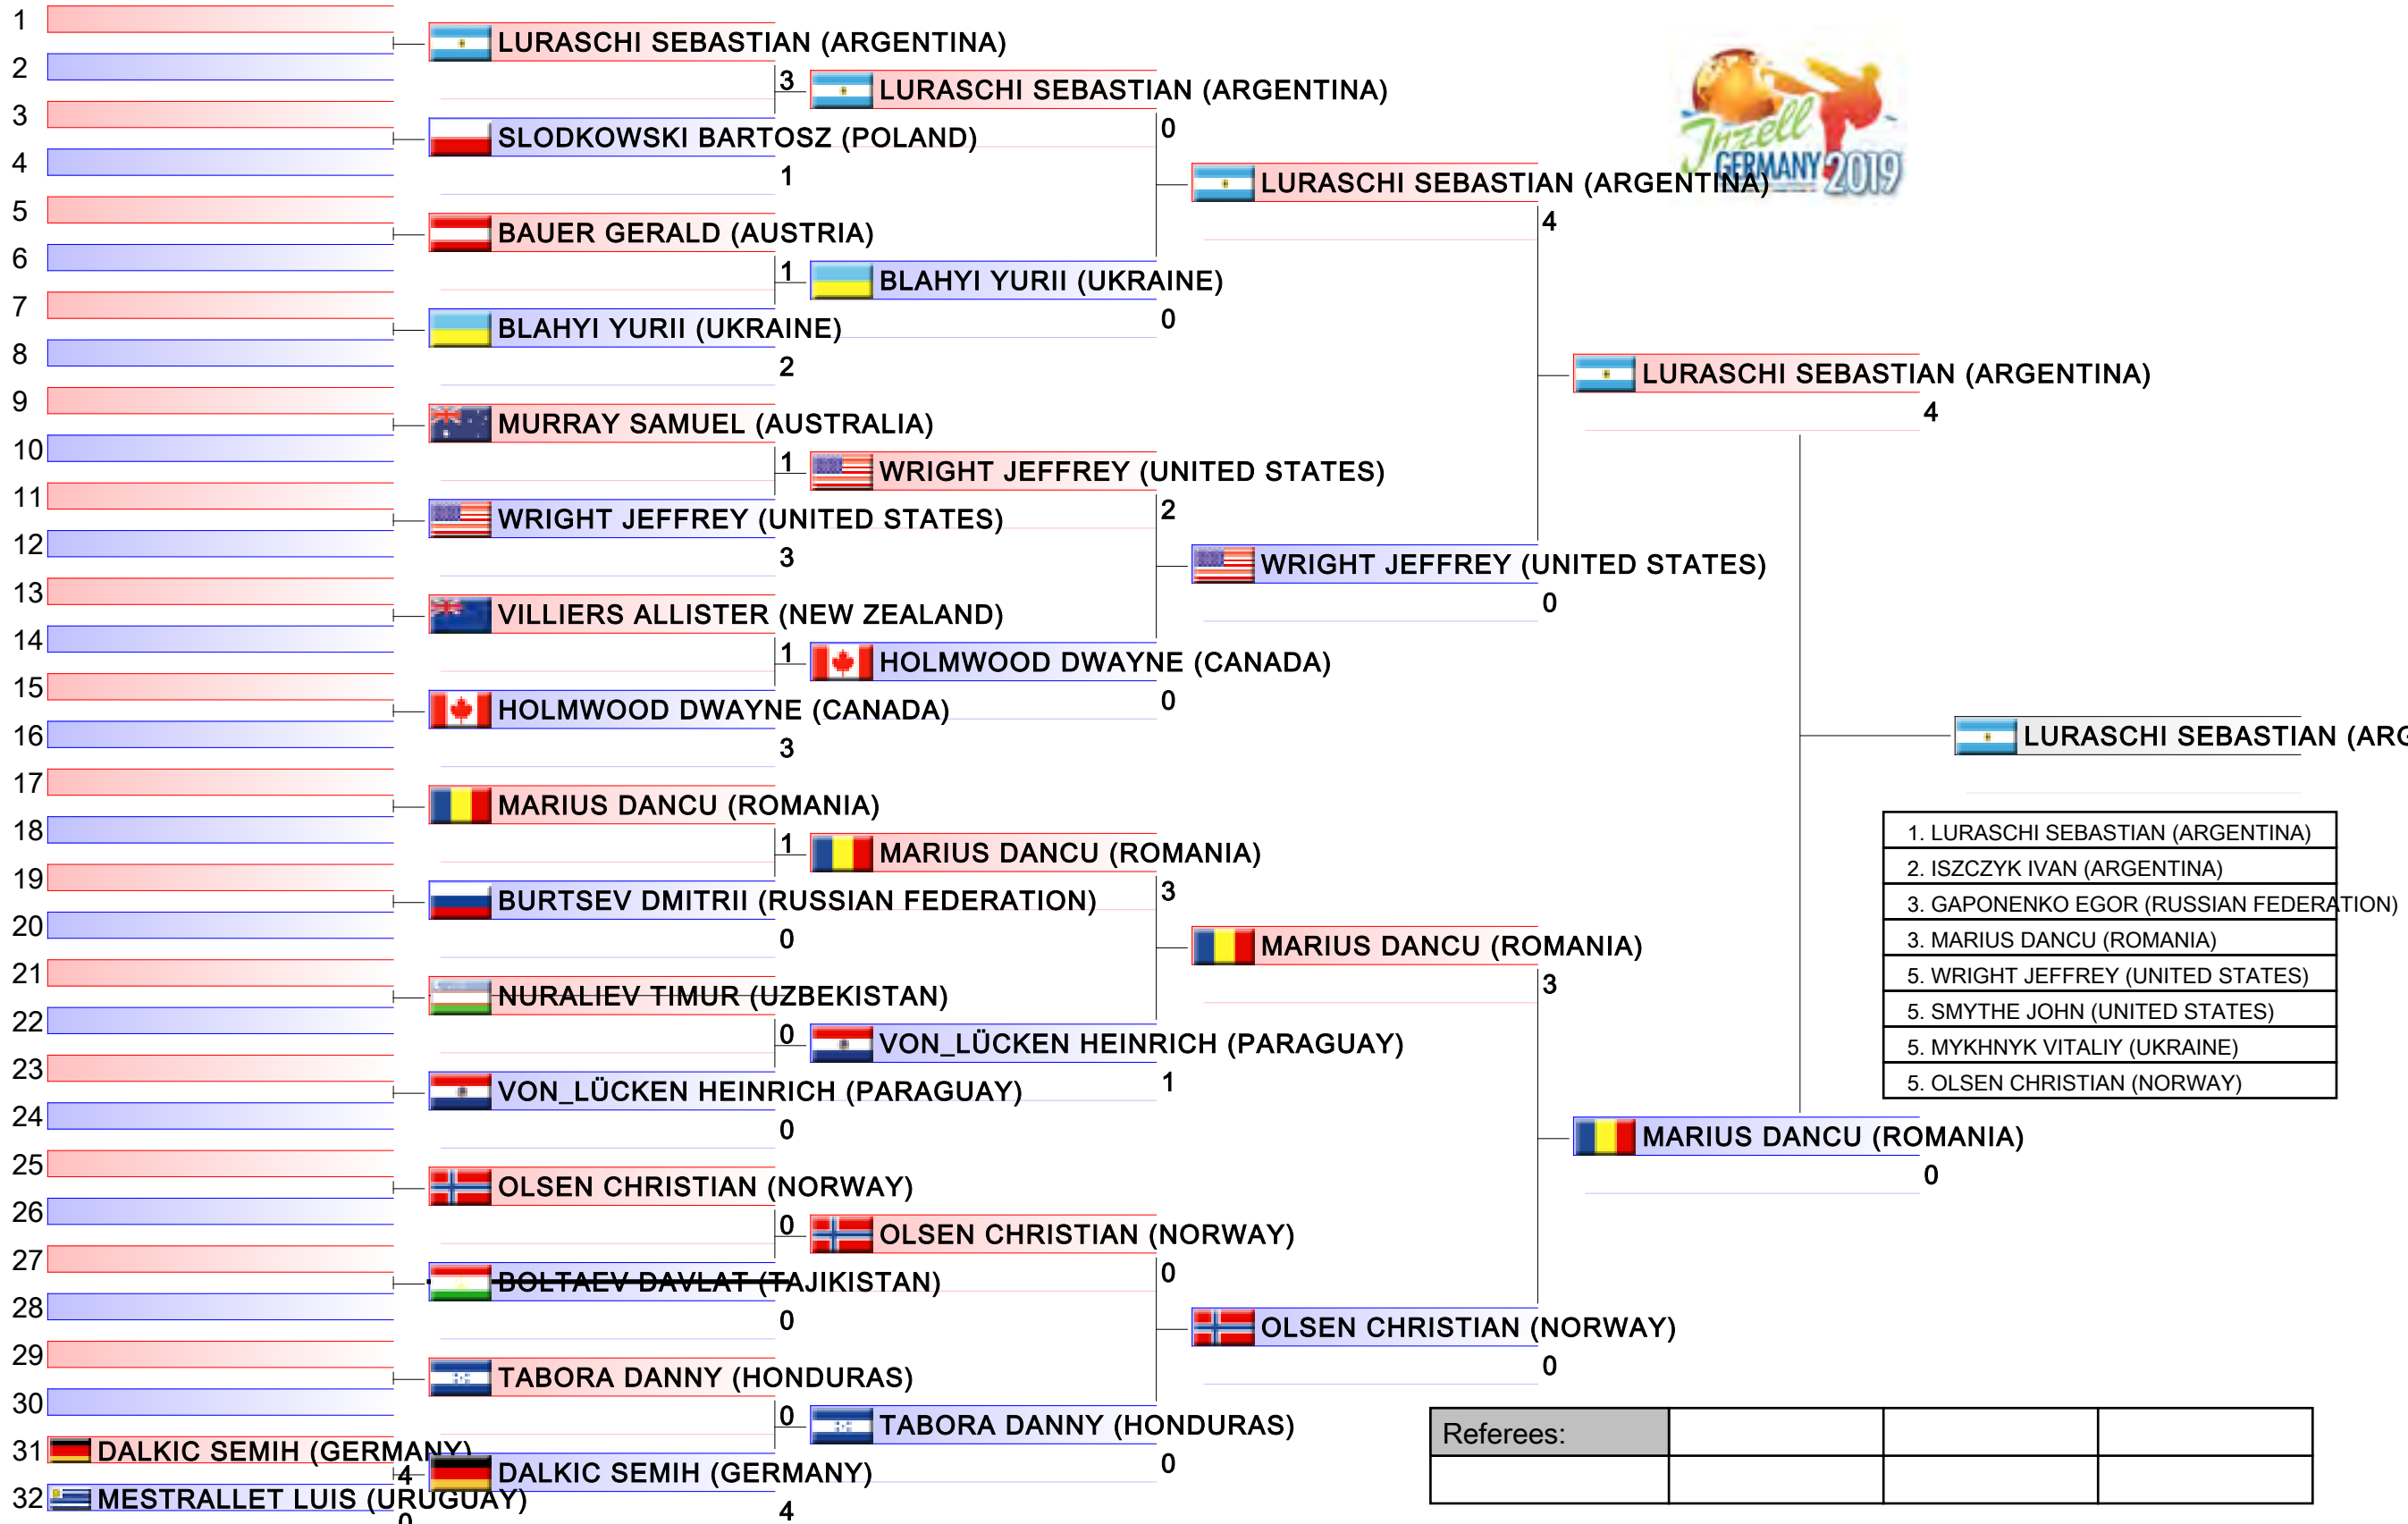 1
LURASCHI SEBASTIAN (ARGENTINA)
2
3
LURASCHI SEBASTIAN (ARGENTINA)
3
0
SLODKOWSKI BARTOSZ (POLAND)
4
1
LURASCHI SEBASTIAN (ARGENTINA)
Inzell
GERMANY 2019
5
4
BAUER GERALD (AUSTRIA)
6
1
BLAHYI YURII (UKRAINE)
7
0
BLAHYI YURII (UKRAINE)
8
2
LURASCHI SEBASTIAN (ARGENTINA)
9
4
MURRAY SAMUEL (AUSTRALIA)
10
1
WRIGHT JEFFREY (UNITED STATES)
11
2
WRIGHT JEFFREY (UNITED STATES)
12
3
WRIGHT JEFFREY (UNITED STATES)
13
0
VILLIERS ALLISTER (NEW ZEALAND)
14
1
HOLMWOOD DWAYNE (CANADA)
15
0
HOLMWOOD DWAYNE (CANADA)
16
3
LURASCHI SEBASTIAN (ARG
17
MARIUS DANCU (ROMANIA)
18
1
MARIUS DANCU (ROMANIA)
19
3
BURTSEV DMITRII (RUSSIAN FEDERATION)
20
0
MARIUS DANCU (ROMANIA)
21
3
NURALIEV TIMUR (UZBEKISTAN)
22
0
VON_LÜCKEN HEINRICH (PARAGUAY)
23
1
VON_LÜCKEN HEINRICH (PARAGUAY)
24
0
1. LURASCHI SEBASTIAN (ARGENTINA)
2. ISZCZYK IVAN (ARGENTINA)
3. GAPONENKO EGOR (RUSSIAN FEDERATION)
3. MARIUS DANCU (ROMANIA)
5. WRIGHT JEFFREY (UNITED STATES)
5. SMYTHE JOHN (UNITED STATES)
5. MYKHNYK VITALIY (UKRAINE)
5. OLSEN CHRISTIAN (NORWAY)
MARIUS DANCU (ROMANIA)
0
25
OLSEN CHRISTIAN (NORWAY)
26
0
OLSEN CHRISTIAN (NORWAY)
27
0
BOLTAEV DAVLAT (TAJIKISTAN)
28
0
OLSEN CHRISTIAN (NORWAY)
29
0
TABORA DANNY (HONDURAS)
30
0
TABORA DANNY (HONDURAS)
0
31 DALKIC SEMIH (GERMANY)
4
DALKIC SEMIH (GERMANY)
4
32 MESTRALLET LUIS (URUGUAY)
0
Referees: